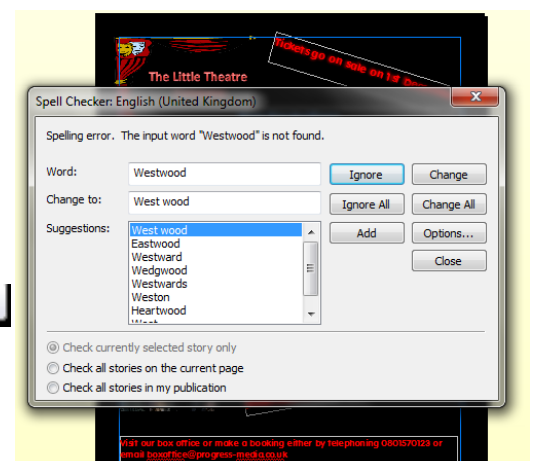 Tickets go on sale on 1st
The Little Theatre
Spell Checker: English (United Kingdom)
Spelling error. The input word "Westwood" is not found.
Word:
Westwood
Ignore
Change
Change to:
West wood
Ignore All
Change All
Suggestions:
West wood
Eastwood
Westward
Wedgwood
Westwards
Weston
Heartwood
Add
Options...
Close
Check currently selected story only
Check all stories on the current page
Check all stories in my publication
Visit our box office or make a booking either by telephoning 0801570123 or
email boxoffice@progress-media.co.uk